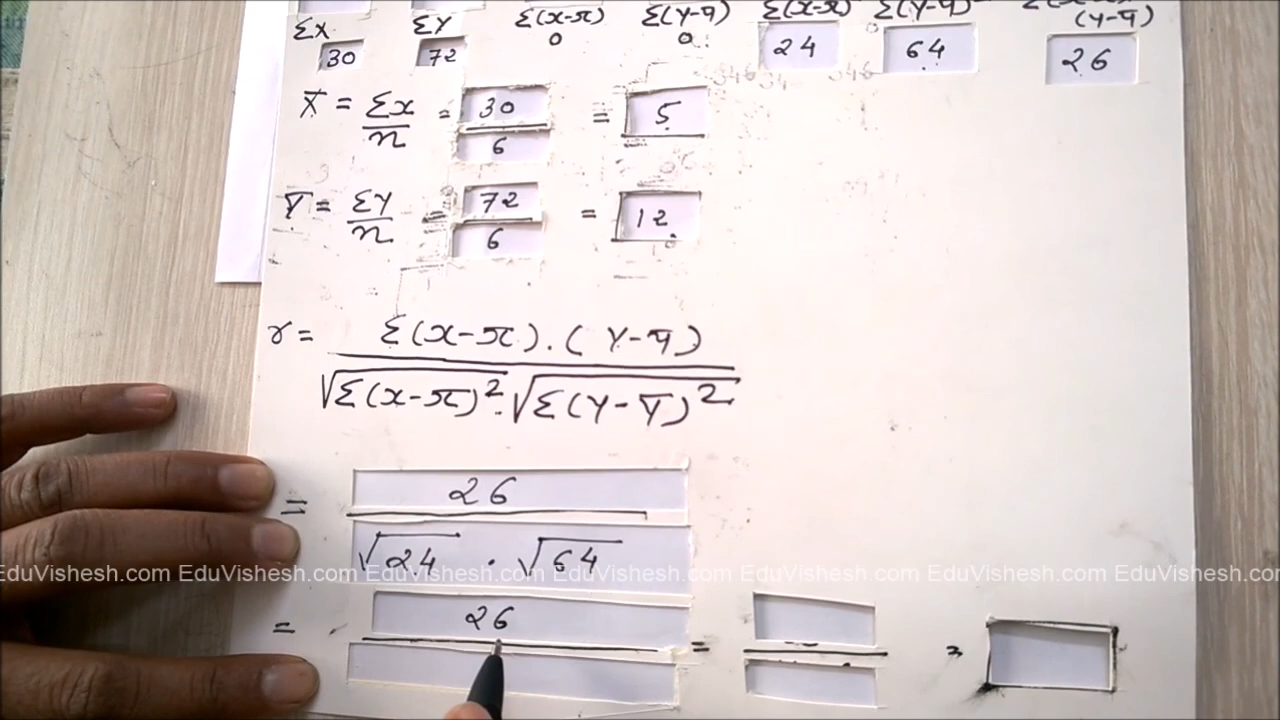 Σx Σy Σ(x-x̄) Σ(y-ȳ) Σ(x-x̄) Σ(y-ȳ) (y-ȳ)
30 72 0 0 24 64 26
X̄ = Σx/n = 30/6 = 5
Ȳ = Σy/n = 72/6 = 12
r = Σ(x-x̄).(y-ȳ)
√Σ(x-x̄)².√Σ(y-ȳ)²
= 26
√24 . √64
EduVishesh.com EduVishesh.com EduVishesh.com EduVishesh.com EduVishesh.com EduVishesh.com EduVishesh.com
= 26 = =